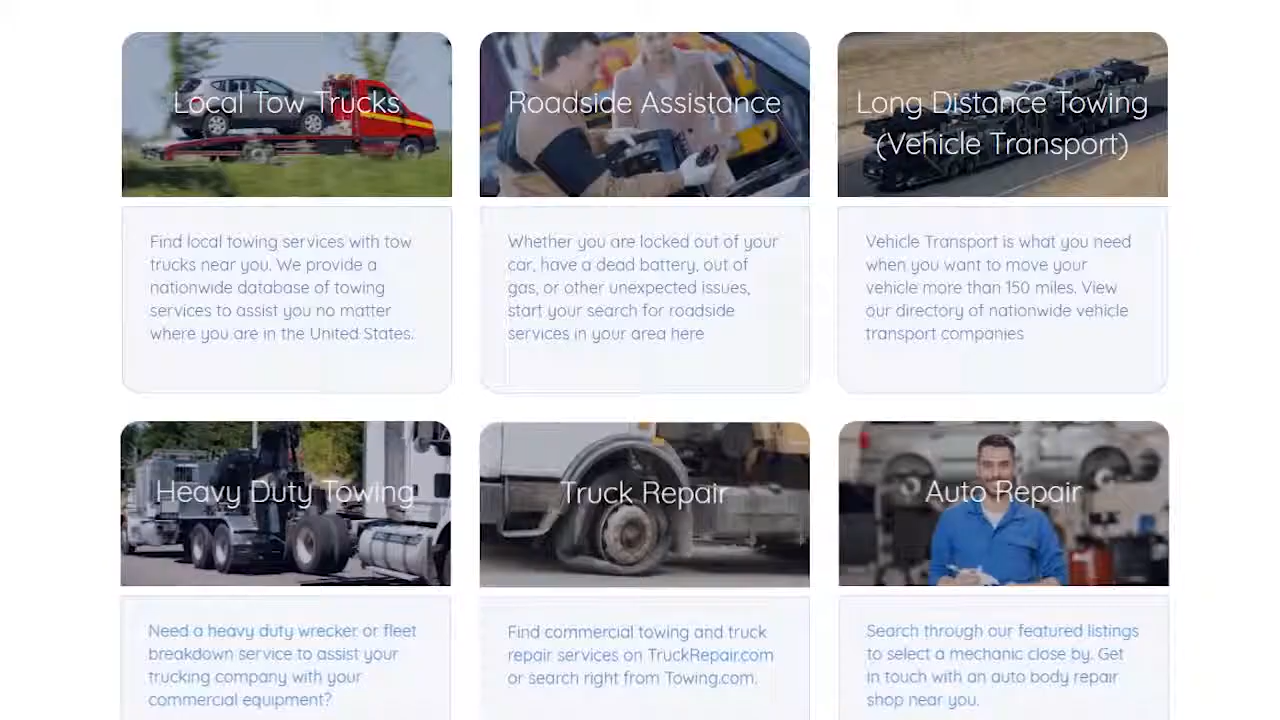 Local Tow Trucks
Find local towing services with tow
trucks near you. We provide a
nationwide database of towing
services to assist you no matter
where you are in the United States.
Roadside Assistance
Whether you are locked out of your
car, have a dead battery, out of
gas, or other unexpected issues,
start your search for roadside
services in your area here
Long Distance Towing
(Vehicle Transport)
Vehicle Transport is what you need
when you want to move your
vehicle more than 150 miles. View
our directory of nationwide vehicle
transport companies
Heavy Duty Towing
Need a heavy duty wrecker or fleet
breakdown service to assist your
trucking company with your
commercial equipment?
Truck Repair
Find commercial towing and truck
repair services on TruckRepair.com
or search right from Towing.com.
Auto Repair
Search through our featured listings
to select a mechanic close by. Get
in touch with an auto body repair
shop near you.